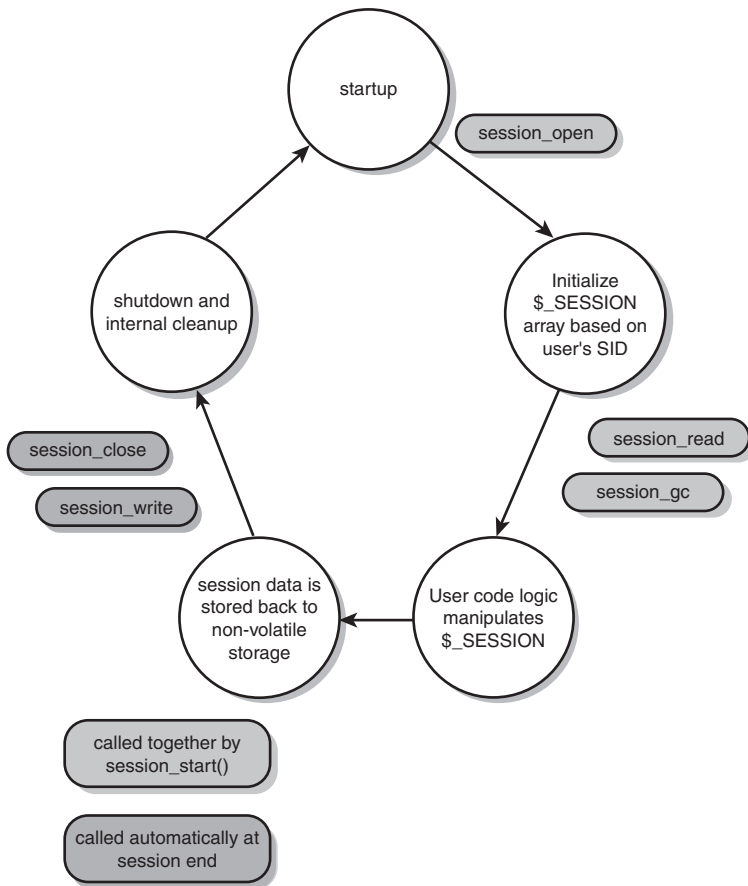 startup
session_open
Initialize
$_SESSION
array based on
user's SID
shutdown and
internal cleanup
session_read
session_gc
session_close
session_write
User code logic
manipulates
$_SESSION
session data is
stored back to
non-volatile
storage
called together by
session_start()
called automatically at
session end